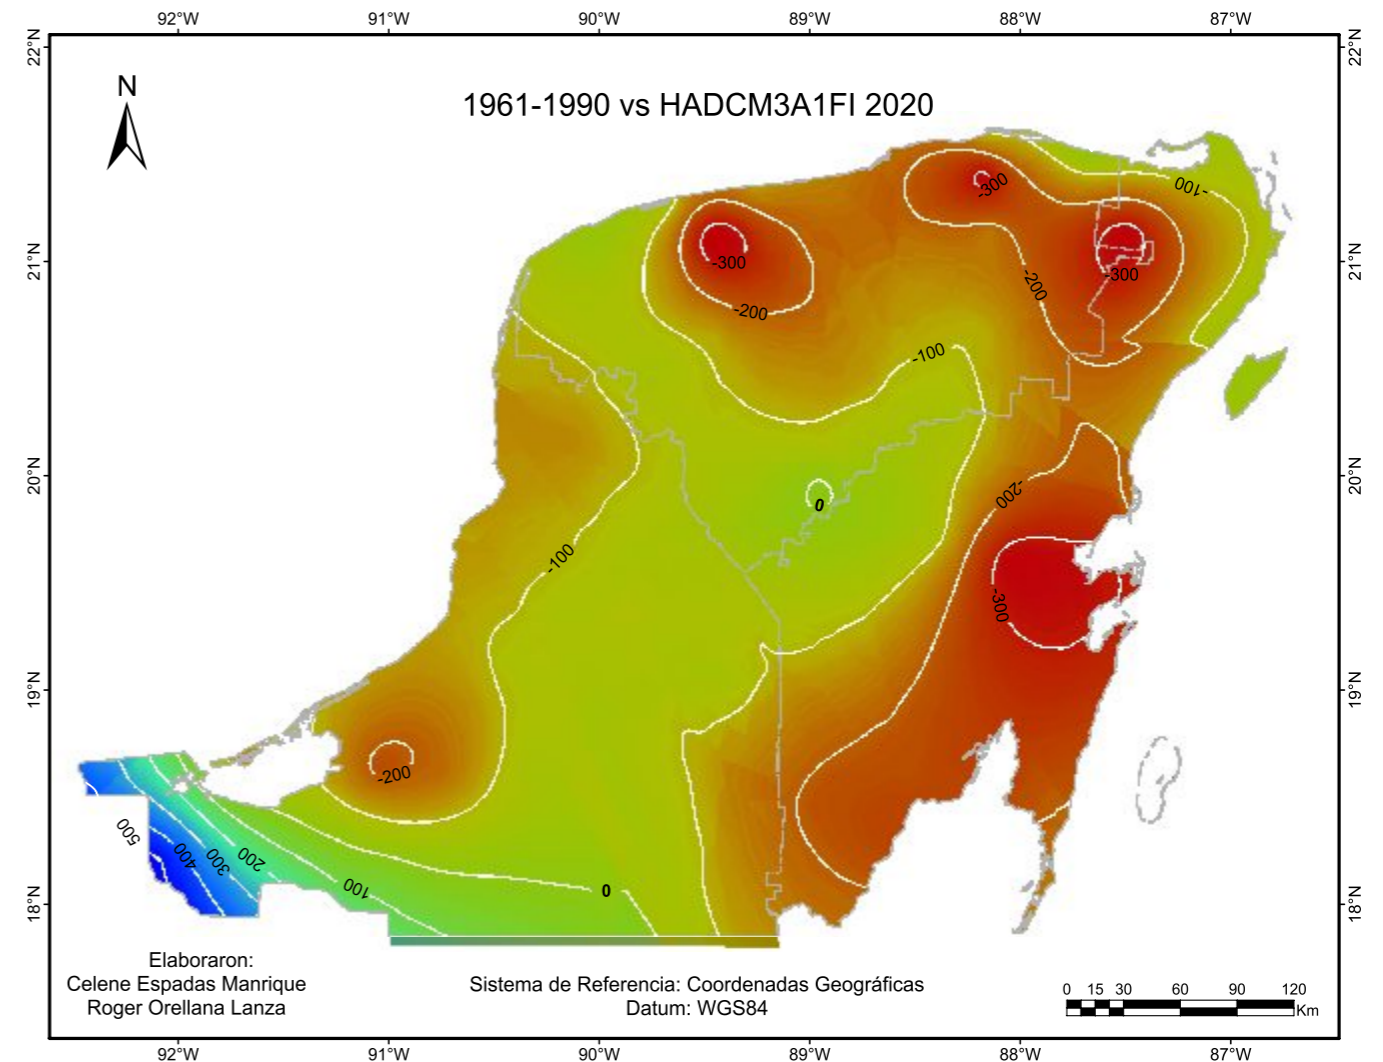 92°W 91°W 90°W 89°W 88°W 87°W
22°N 22°N
N
1961-1990 vs HADCM3A1FI 2020
-300 -100
21°N -300 -300 21°N
-200 -200
-100
20°N -200 20°N
0
-100
-300
19°N 19°N
-200
500 400 300 200
100 0
18°N 18°N
Elaboraron:
Celene Espadas Manrique
Roger Orellana Lanza
Sistema de Referencia: Coordenadas Geográficas
Datum: WGS84
0 15 30 60 90 120
Km
92°W 91°W 90°W 89°W 88°W 87°W